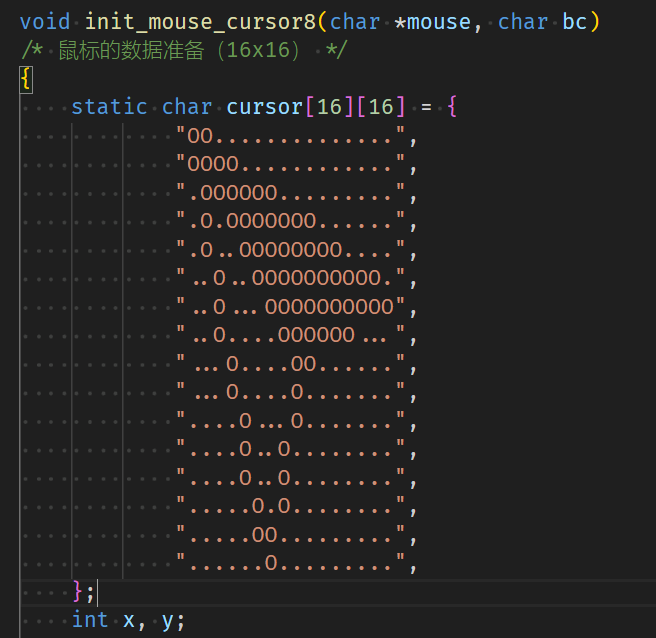 void init_mouse_cursor8(char *mouse, char bc)
/* 鼠标的数据准备（16x16） */
{
    static char cursor[16][16] = {
            "OO..............",
            "OOOO............",
            ".OOOOOO.........",
            ".O.OOOOOOO......",
            ".O..OOOOOOOO....",
            "..O..OOOOOOOOOO.",
            "..O...OOOOOOOOOO",
            "..O....OOOOOO...",
            "...O....OO......",
            "...O....O.......",
            "....O...O.......",
            "....O..O........",
            "....O..O........",
            ".....O.O........",
            ".....OO.........",
            "......O.........",
    };
    int x, y;